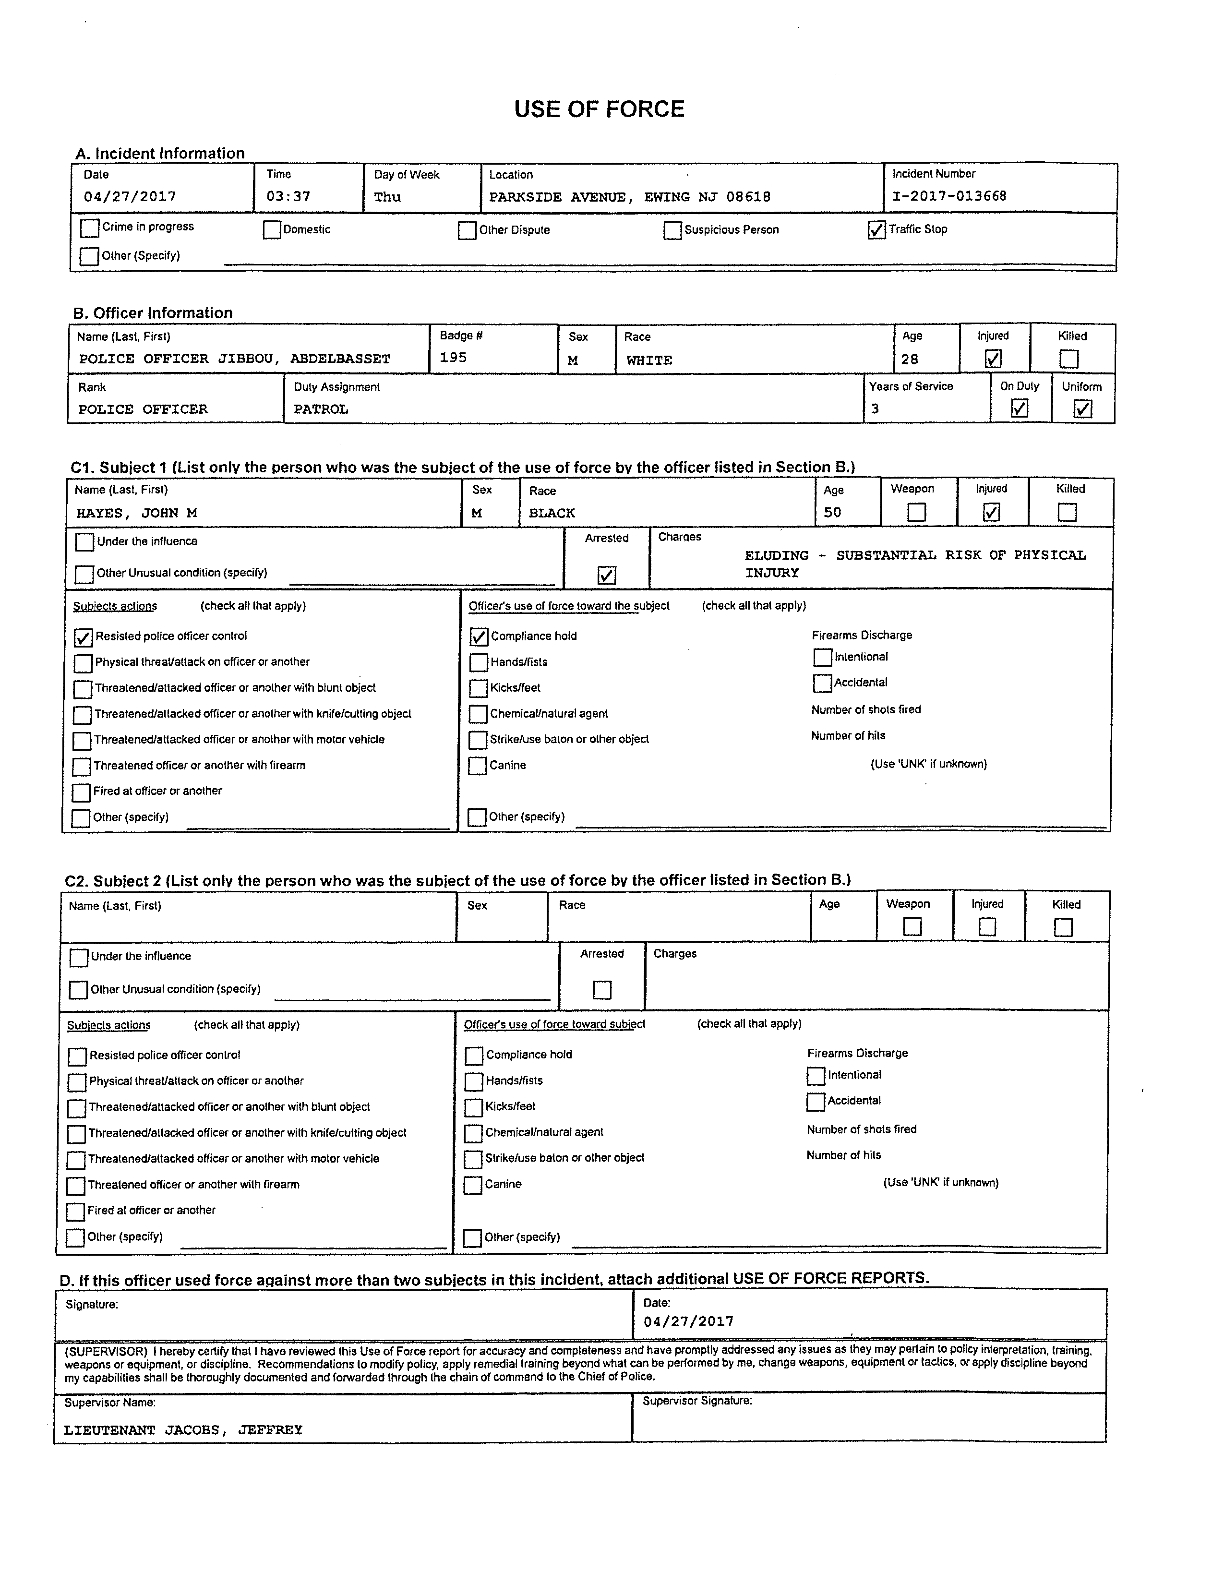 USE OF FORCE
A. Incident Information
Date Time Day of Week Location Incident Number
04/27/2017 03:37 Thu PARKSIDE AVENUE, EWING NJ 08618 I-2017-013668
Crime in progress Domestic Other Dispute Suspicious Person Traffic Stop
Other (Specify)
B. Officer Information
Name (Last, First) Badge # Sex Race Age Injured Killed
POLICE OFFICER JIBBOU, ABDELBASSET 195 M WHITE 28
Rank Duty Assignment Years of Service On Duty Uniform
POLICE OFFICER PATROL 3
C1. Subject 1 (List only the person who was the subject of the use of force by the officer listed in Section B.)
Name (Last, First) Sex Race Age Weapon Injured Killed
HAYES, JOHN M M BLACK 50
Under the influence Arrested Charges
ELUDING - SUBSTANTIAL RISK OF PHYSICAL
Other Unusual condition (specify) INJURY
Subjects actions (check all that apply) Officer's use of force toward the subject (check all that apply)
Resisted police officer control Compliance hold Firearms Discharge
Physical threat/attack on officer or another Hands/fists Intentional
Threatened/attacked officer or another with blunt object Kicks/feet Accidental
Threatened/attacked officer or another with knife/cutting object Chemical/natural agent Number of shots fired
Threatened/attacked officer or another with motor vehicle Strike/use baton or other object Number of hits
Threatened officer or another with firearm Canine (Use 'UNK' if unknown)
Fired at officer or another
Other (specify) Other (specify)
C2. Subject 2 (List only the person who was the subject of the use of force by the officer listed in Section B.)
Name (Last, First) Sex Race Age Weapon Injured Killed
Under the influence Arrested Charges
Other Unusual condition (specify)
Subjects actions (check all that apply) Officer's use of force toward subject (check all that apply)
Resisted police officer control Compliance hold Firearms Discharge
Physical threat/attack on officer or another Hands/fists Intentional
Threatened/attacked officer or another with blunt object Kicks/feet Accidental
Threatened/attacked officer or another with knife/cutting object Chemical/natural agent Number of shots fired
Threatened/attacked officer or another with motor vehicle Strike/use baton or other object Number of hits
Threatened officer or another with firearm Canine (Use 'UNK' if unknown)
Fired at officer or another
Other (specify) Other (specify)
D. If this officer used force against more than two subjects in this incident, attach additional USE OF FORCE REPORTS.
Signature: Date:
04/27/2017
(SUPERVISOR) I hereby certify that I have reviewed this Use of Force report for accuracy and completeness and have promptly addressed any issues as they may pertain to policy interpretation, training,
weapons or equipment, or discipline. Recommendations to modify policy, apply remedial training beyond what can be performed by me, change weapons, equipment or tactics, or apply discipline beyond
my capabilities shall be thoroughly documented and forwarded through the chain of command to the Chief of Police.
Supervisor Name: Supervisor Signature:
LIEUTENANT JACOBS, JEFFREY